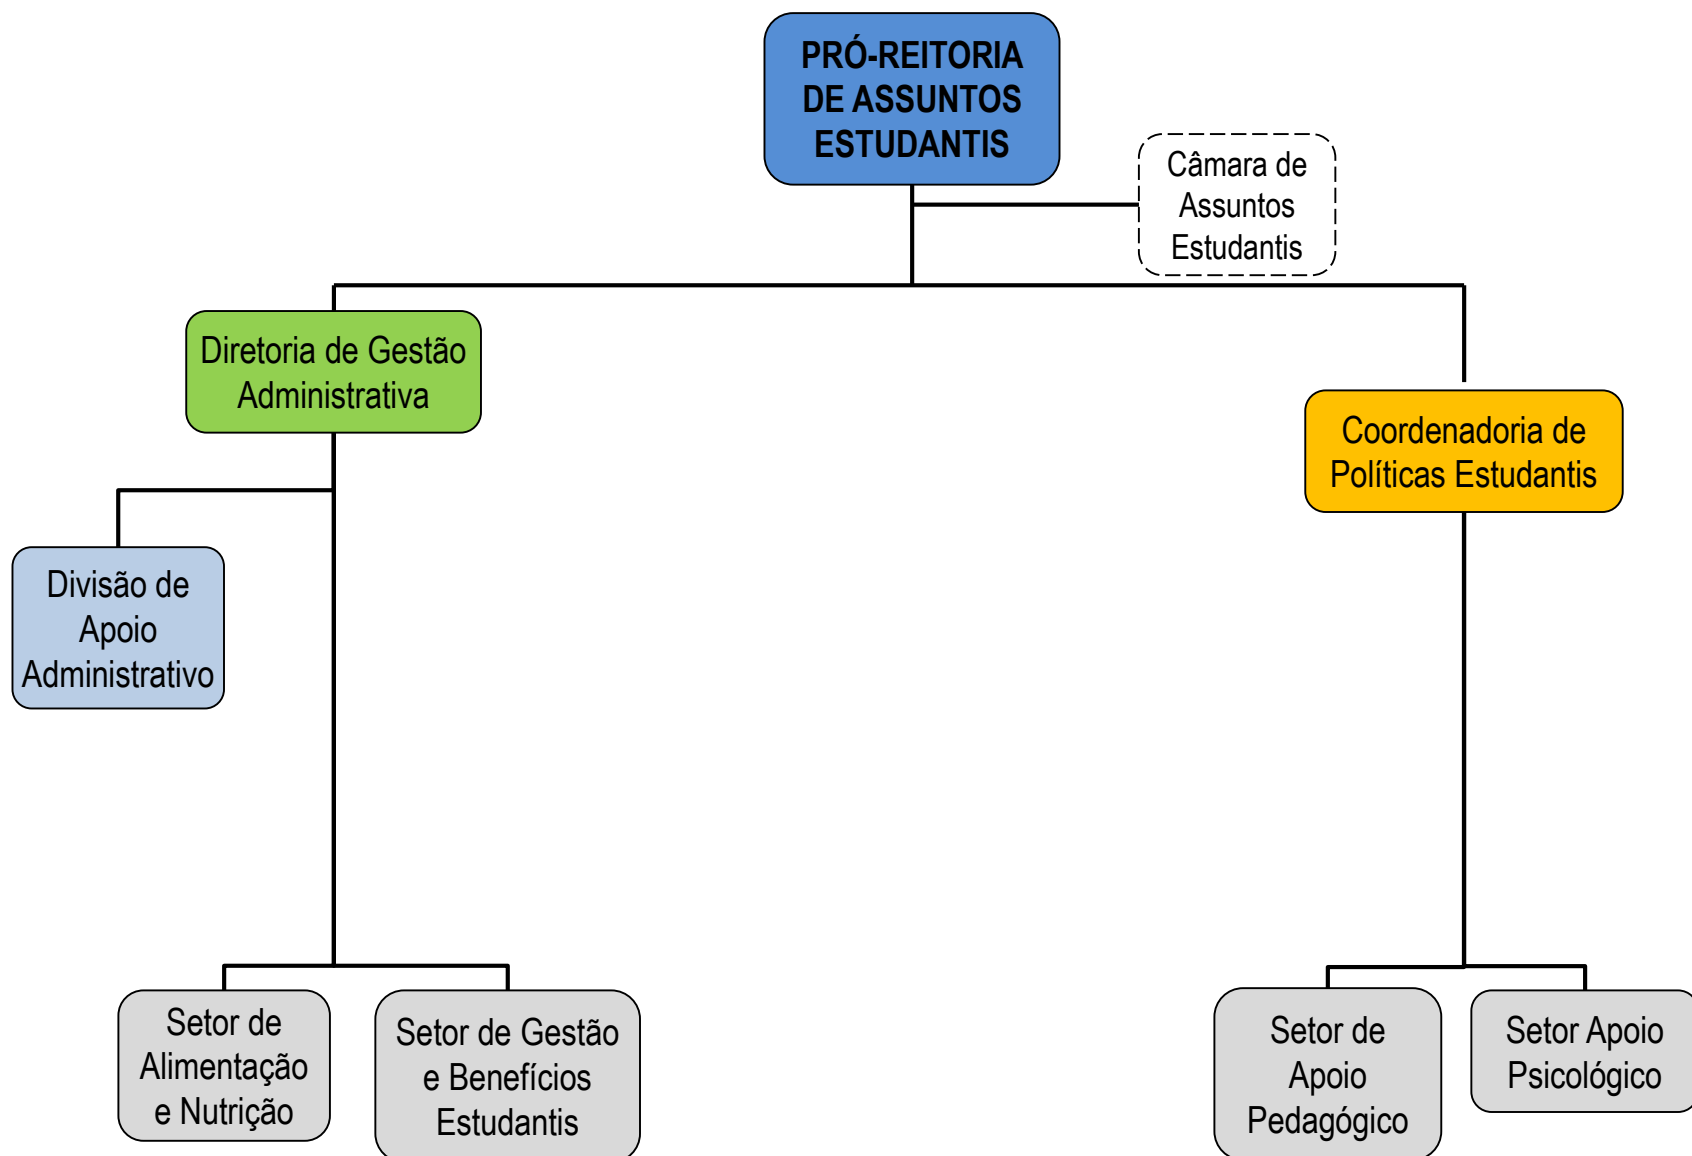 PRÓ-REITORIA
DE ASSUNTOS
ESTUDANTIS
Câmara de
Assuntos
Estudantis
Diretoria de Gestão
Administrativa
Coordenadoria de
Políticas Estudantis
Divisão de
Apoio
Administrativo
Setor de
Alimentação
e Nutrição
Setor de Gestão
e Benefícios
Estudantis
Setor de
Apoio
Pedagógico
Setor Apoio
Psicológico